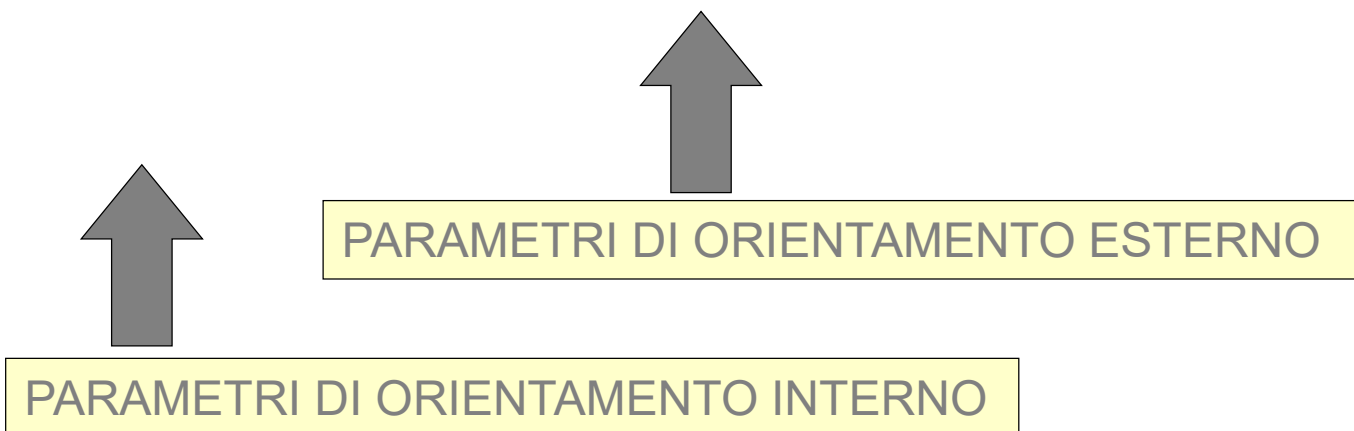 PARAMETRI DI ORIENTAMENTO ESTERNO
PARAMETRI DI ORIENTAMENTO INTERNO